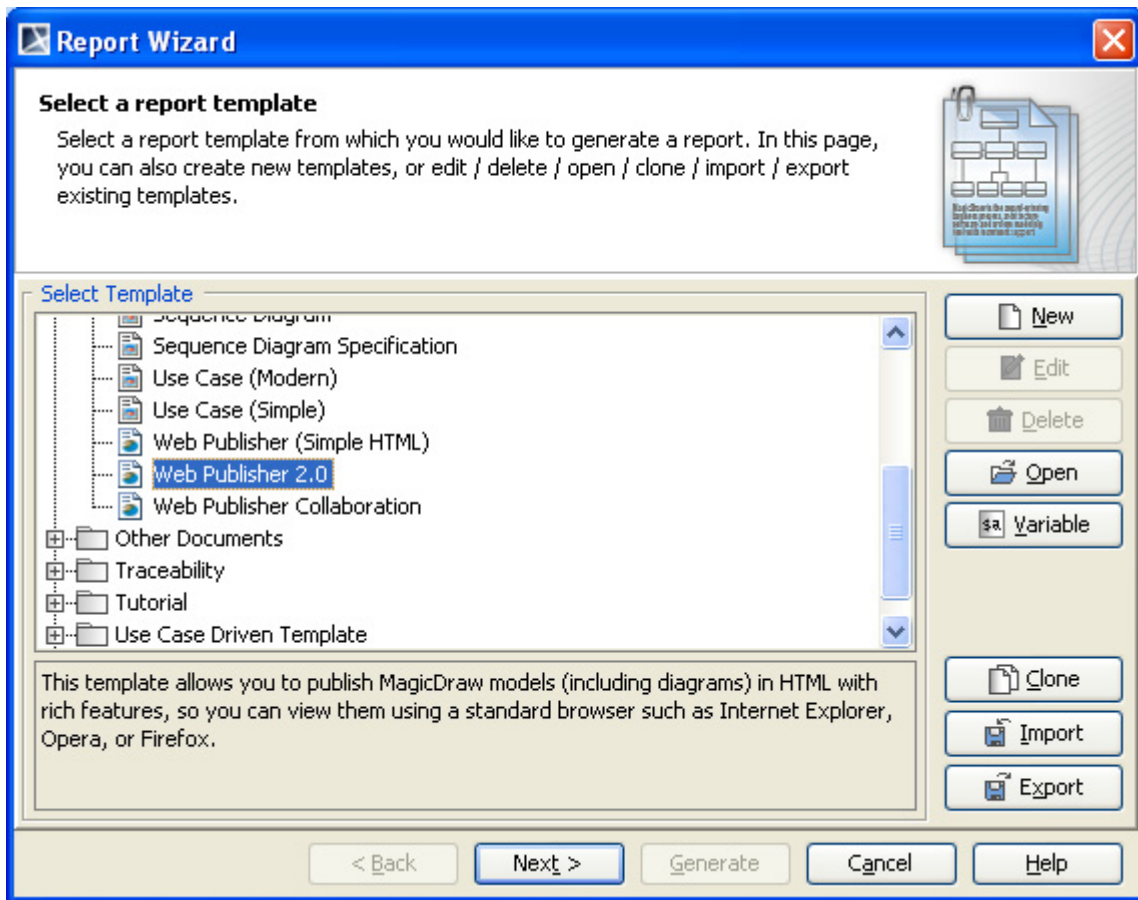 Report Wizard
Select a report template
Select a report template from which you would like to generate a report. In this page,
you can also create new templates, or edit / delete / open / clone / import / export
existing templates.
Select Template
Sequence Diagram
Sequence Diagram Specification
Use Case (Modern)
Use Case (Simple)
Web Publisher (Simple HTML)
Web Publisher 2.0
Web Publisher Collaboration
Other Documents
Traceability
Tutorial
Use Case Driven Template
New
Edit
Delete
Open
$a Variable
This template allows you to publish MagicDraw models (including diagrams) in HTML with
rich features, so you can view them using a standard browser such as Internet Explorer,
Opera, or Firefox.
Clone
Import
Export
< Back
Next >
Generate
Cancel
Help